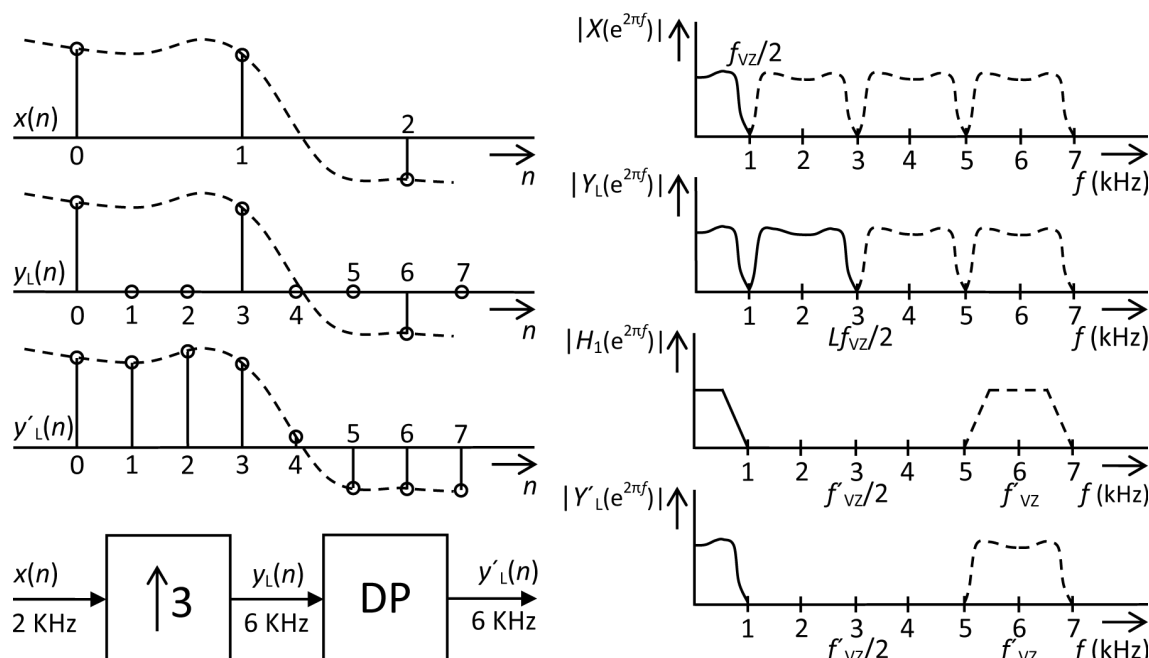 x(n)
0
1
2
n
y_L(n)
0 1 2 3 4 5 6 7
n
y′_L(n)
0 1 2 3 4 5 6 7
n
x(n)
2 KHz
↑3
y_L(n)
6 KHz
DP
y′_L(n)
6 KHz
|X(e^{2πf})|
f_VZ/2
1 2 3 4 5 6 7
f (kHz)
|Y_L(e^{2πf})|
1 2 3 4 5 6 7
Lf_VZ/2
f (kHz)
|H_1(e^{2πf})|
1 2 3 4 5 6 7
f′_VZ/2 f′_VZ f (kHz)
|Y′_L(e^{2πf})|
1 2 3 4 5 6 7
f′_VZ/2 f′_VZ f (kHz)